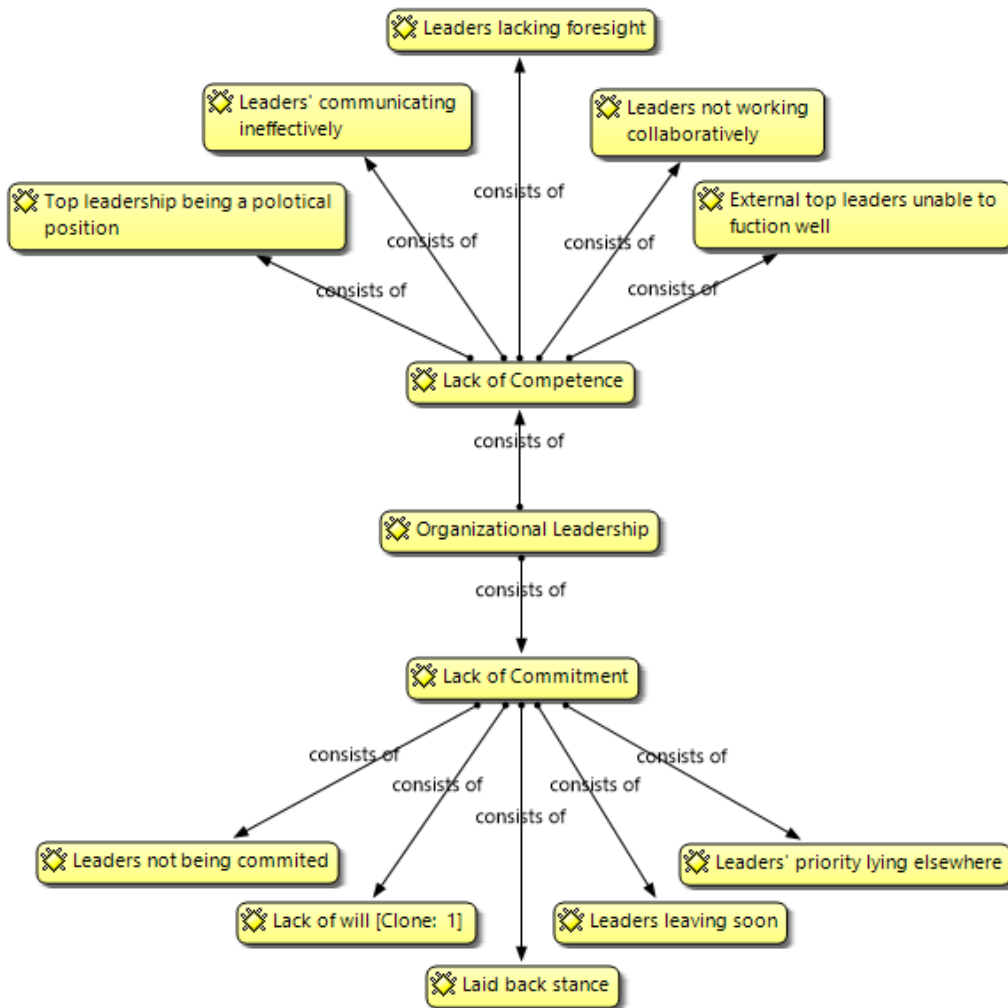 Leaders lacking foresight
Leaders' communicating
ineffectively
Leaders not working
collaboratively
consists of
Top leadership being a polotical
position
External top leaders unable to
fuction well
consists of
consists of
consists of
consists of
Lack of Competence
consists of
Organizational Leadership
consists of
Lack of Commitment
consists of
consists of
consists of
consists of
consists of
Leaders not being commited
Leaders' priority lying elsewhere
Lack of will [Clone: 1]
Leaders leaving soon
Laid back stance